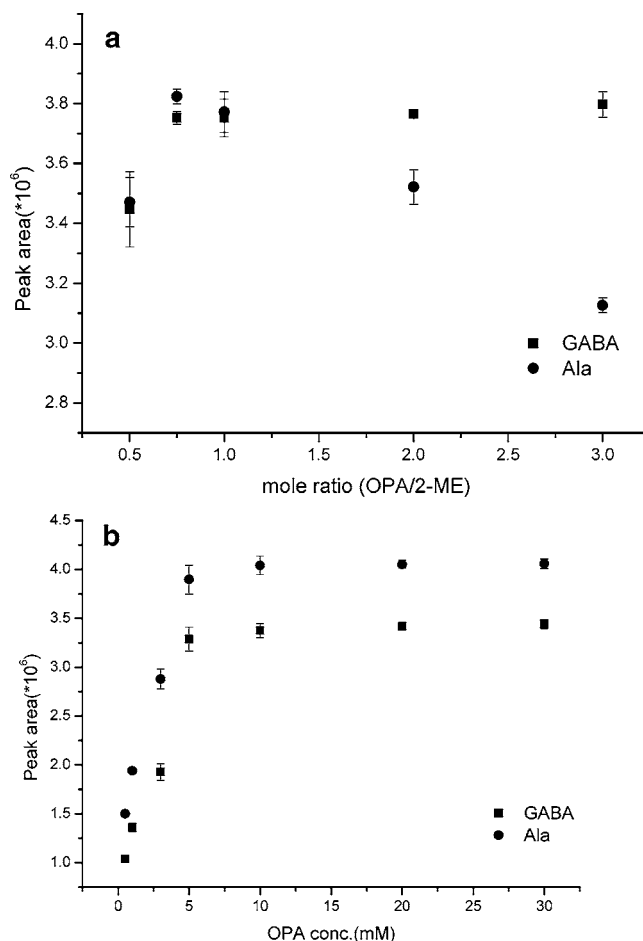 a
4.0
3.8
3.6
3.4
3.2
3.0
2.8
Peak area(*10⁶)
GABA
Ala
0.5 1.0 1.5 2.0 2.5 3.0
mole ratio (OPA/2-ME)
b
4.5
4.0
3.5
3.0
2.5
2.0
1.5
1.0
Peak area(*10⁶)
GABA
Ala
0 5 10 15 20 25 30
OPA conc.(mM)